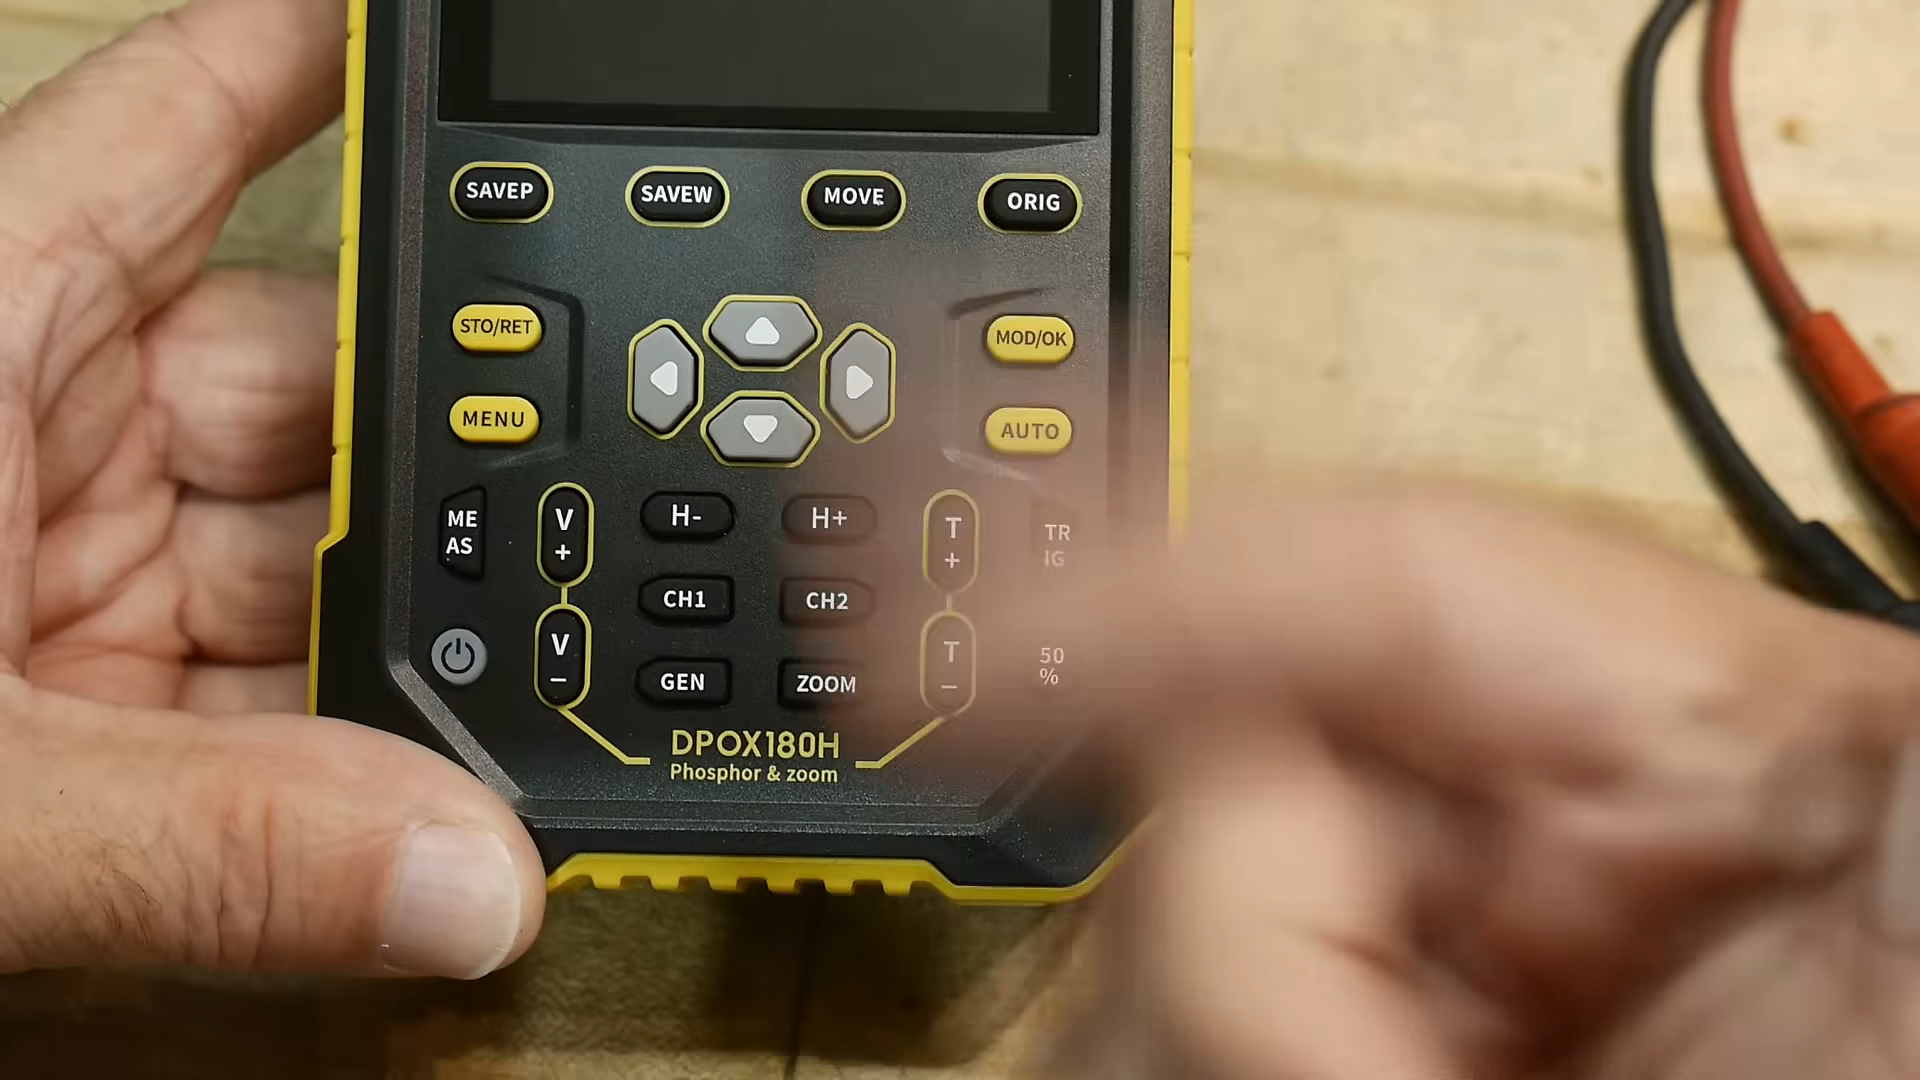 SAVEP
SAVEW
MOVE
ORIG
STO/RET
MOD/OK
MENU
AUTO
ME
AS
V
+
H-
H+
T
+
TR
IG
CH1
CH2
V
–
T
–
50
%
GEN
ZOOM
DPOX180H
Phosphor & zoom